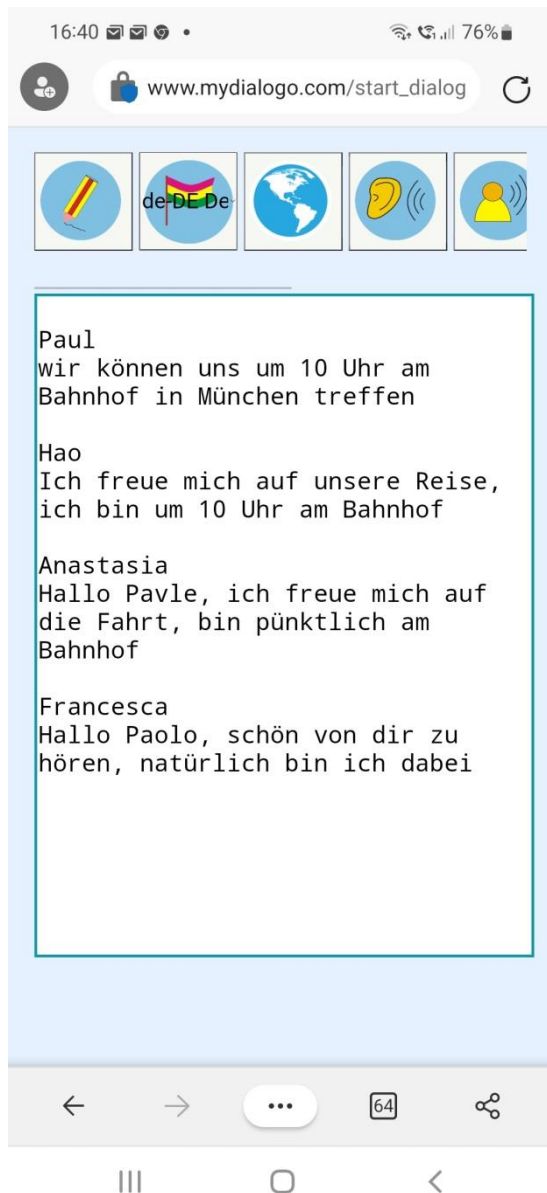 16:40 76%
www.mydialogo.com/start_dialog
de-DE De
Paul
wir können uns um 10 Uhr am
Bahnhof in München treffen
Hao
Ich freue mich auf unsere Reise,
ich bin um 10 Uhr am Bahnhof
Anastasia
Hallo Pavle, ich freue mich auf
die Fahrt, bin pünktlich am
Bahnhof
Francesca
Hallo Paolo, schön von dir zu
hören, natürlich bin ich dabei
64